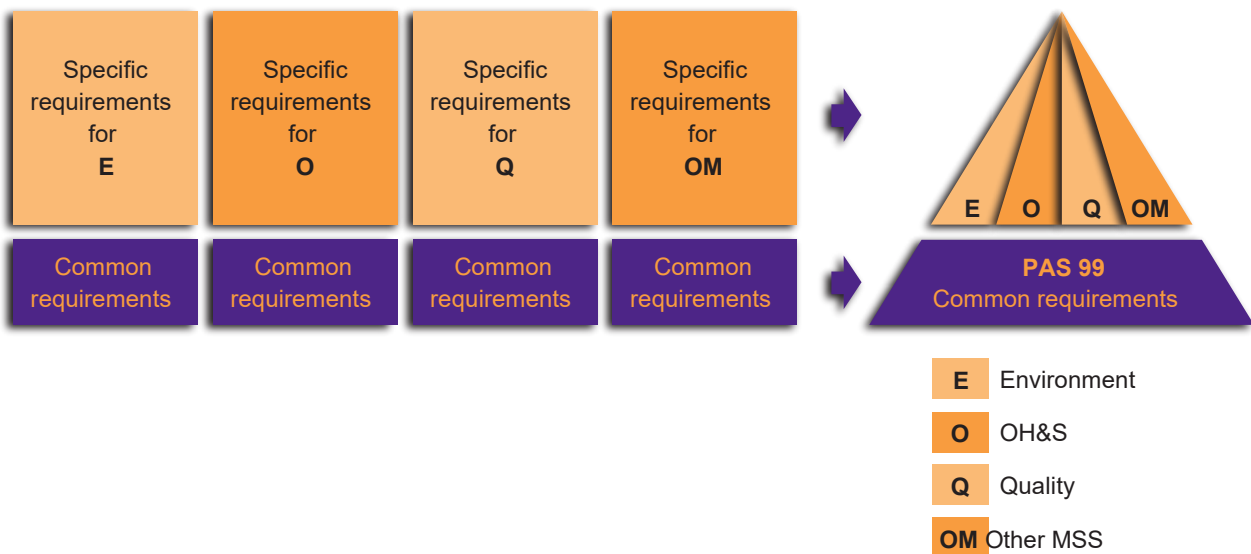 Specific
requirements
for
E
Specific
requirements
for
O
Specific
requirements
for
Q
Specific
requirements
for
OM
Common
requirements
Common
requirements
Common
requirements
Common
requirements
E O Q OM
PAS 99
Common requirements
E Environment
O OH&S
Q Quality
OM Other MSS